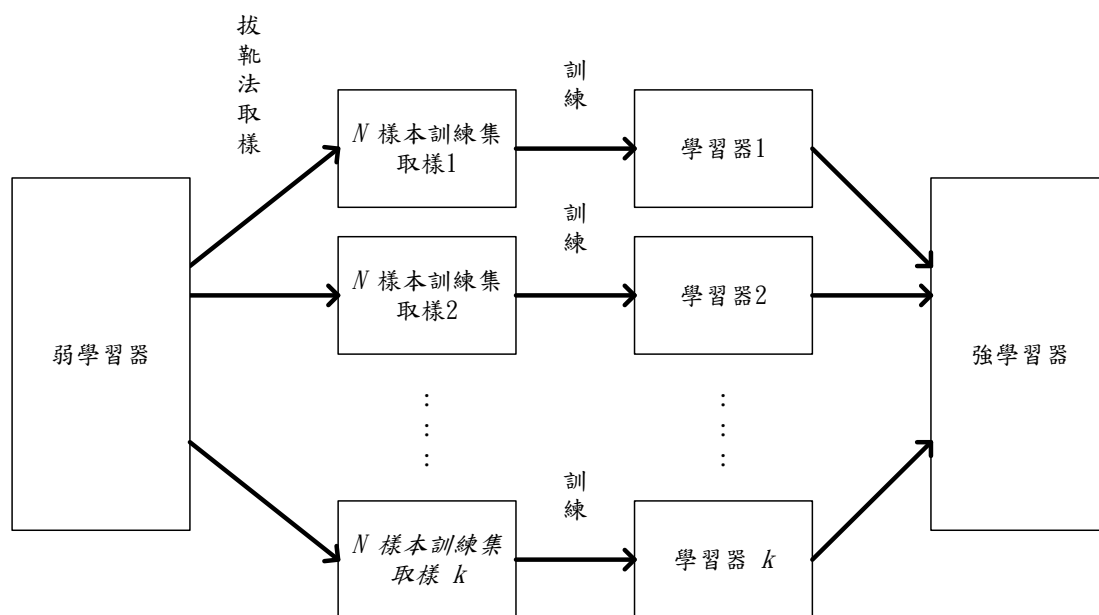 拔靴法取樣
訓練
N 樣本訓練集
取樣1
學習器1
訓練
N 樣本訓練集
取樣2
學習器2
弱學習器
強學習器
訓練
N 樣本訓練集
取樣 k
學習器 k